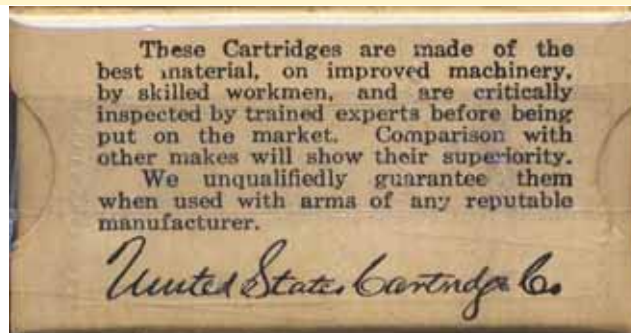 These Cartridges are made of the
best material, on improved machinery,
by skilled workmen, and are critically
inspected by trained experts before being
put on the market. Comparison with
other makes will show their superiority.
We unqualifiedly guarantee them
when used with arms of any reputable
manufacturer.
United States Cartridge Co.